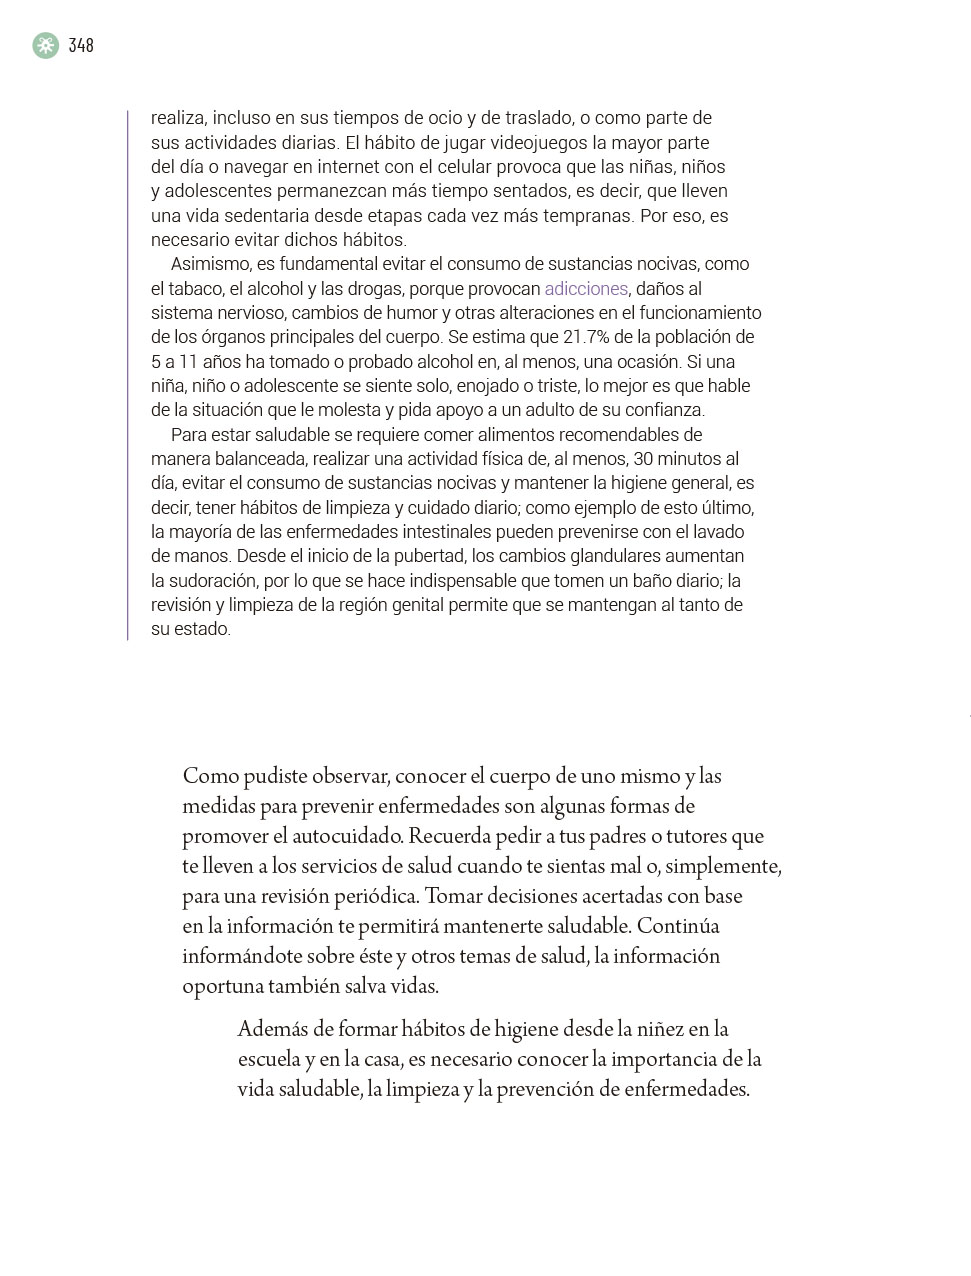 348
realiza, incluso en sus tiempos de ocio y de traslado, o como parte de
sus actividades diarias. El hábito de jugar videojuegos la mayor parte
del día o navegar en internet con el celular provoca que las niñas, niños
y adolescentes permanezcan más tiempo sentados, es decir, que lleven
una vida sedentaria desde etapas cada vez más tempranas. Por eso, es
necesario evitar dichos hábitos.
Asimismo, es fundamental evitar el consumo de sustancias nocivas, como
el tabaco, el alcohol y las drogas, porque provocan adicciones, daños al
sistema nervioso, cambios de humor y otras alteraciones en el funcionamiento
de los órganos principales del cuerpo. Se estima que 21.7% de la población de
5 a 11 años ha tomado o probado alcohol en, al menos, una ocasión. Si una
niña, niño o adolescente se siente solo, enojado o triste, lo mejor es que hable
de la situación que le molesta y pida apoyo a un adulto de su confianza.
Para estar saludable se requiere comer alimentos recomendables de
manera balanceada, realizar una actividad física de, al menos, 30 minutos al
día, evitar el consumo de sustancias nocivas y mantener la higiene general, es
decir, tener hábitos de limpieza y cuidado diario; como ejemplo de esto último,
la mayoría de las enfermedades intestinales pueden prevenirse con el lavado
de manos. Desde el inicio de la pubertad, los cambios glandulares aumentan
la sudoración, por lo que se hace indispensable que tomen un baño diario; la
revisión y limpieza de la región genital permite que se mantengan al tanto de
su estado.
Como pudiste observar, conocer el cuerpo de uno mismo y las
medidas para prevenir enfermedades son algunas formas de
promover el autocuidado. Recuerda pedir a tus padres o tutores que
te lleven a los servicios de salud cuando te sientas mal o, simplemente,
para una revisión periódica. Tomar decisiones acertadas con base
en la información te permitirá mantenerte saludable. Continúa
informándote sobre éste y otros temas de salud, la información
oportuna también salva vidas.
Además de formar hábitos de higiene desde la niñez en la
escuela y en la casa, es necesario conocer la importancia de la
vida saludable, la limpieza y la prevención de enfermedades.